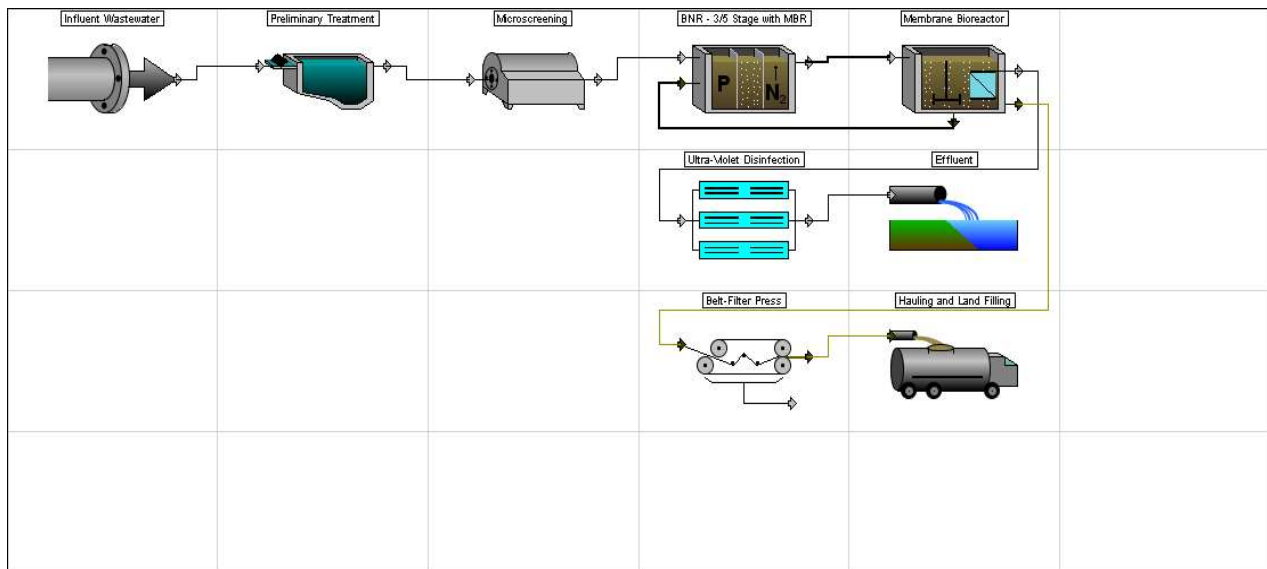 Influent Wastewater
Preliminary Treatment
Microscreening
BNR - 3/5 Stage with MBR
Membrane Bioreactor
P
N2
Ultra-Violet Disinfection
Effluent
Belt-Filter Press
Hauling and Land Filling